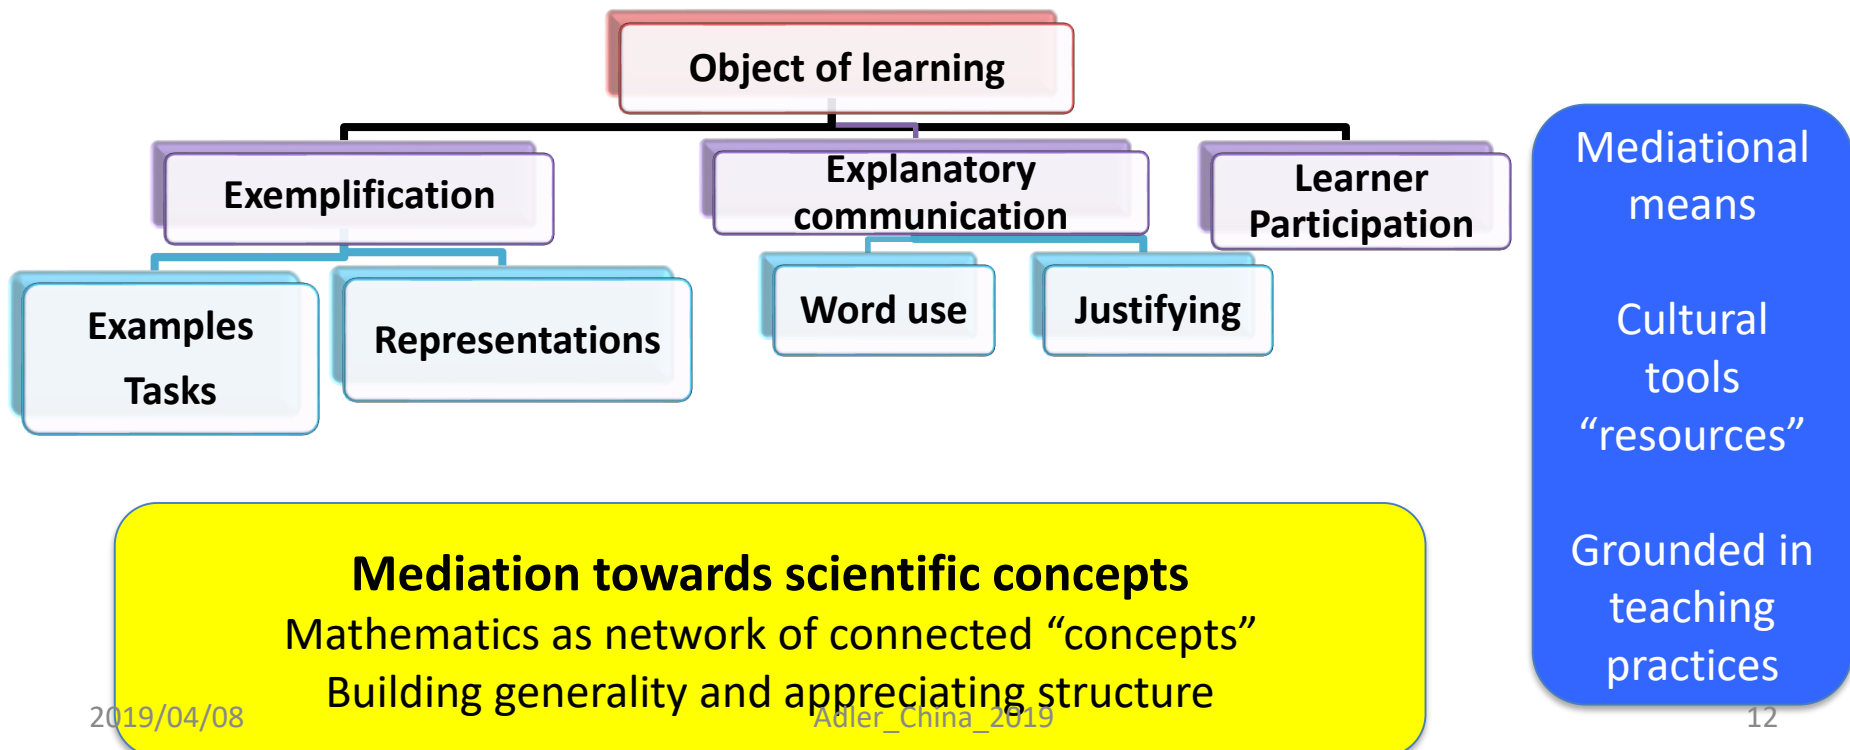 Object of learning
Exemplification
Explanatory
communication
Learner
Participation
Examples
Tasks
Representations
Word use
Justifying
Mediational
means
Cultural
tools
“resources”
Grounded in
teaching
practices
Mediation towards scientific concepts
Mathematics as network of connected “concepts”
Building generality and appreciating structure
2019/04/08
Adler_China_2019
12